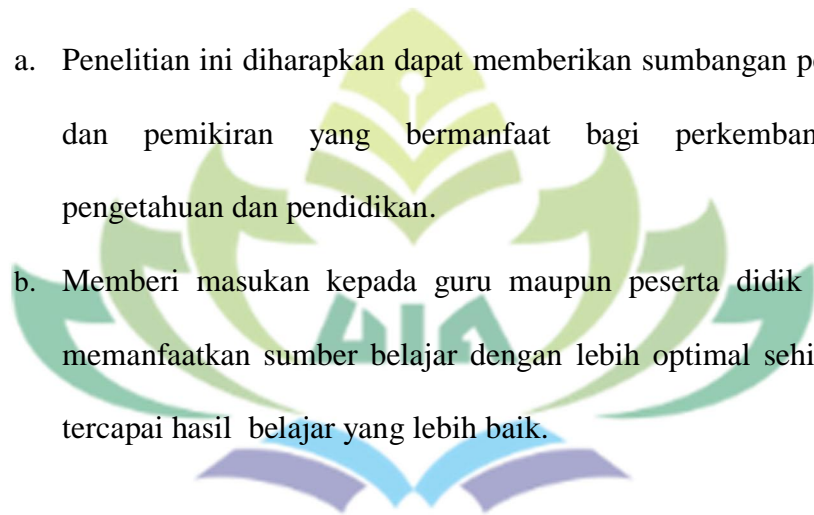 a. Penelitian ini diharapkan dapat memberikan sumbangan
dan pemikiran yang bermanfaat bagi
pengetahuan dan pendidikan.
b. Memberi masukan kepada guru maupun peserta didik
memanfaatkan sumber belajar dengan lebih optimal
tercapai hasil belajar yang lebih baik.